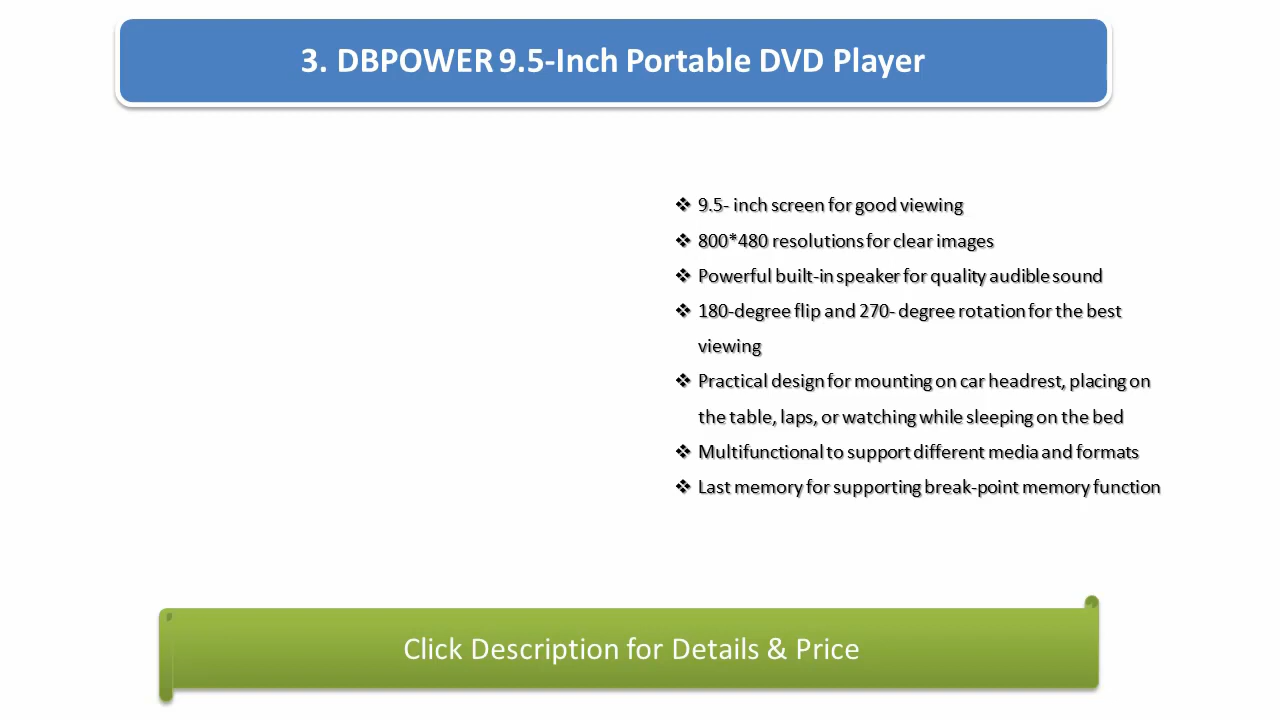 3. DBPOWER 9.5-Inch Portable DVD Player
❖ 9.5- inch screen for good viewing
❖ 800*480 resolutions for clear images
❖ Powerful built-in speaker for quality audible sound
❖ 180-degree flip and 270- degree rotation for the best
viewing
❖ Practical design for mounting on car headrest, placing on
the table, laps, or watching while sleeping on the bed
❖ Multifunctional to support different media and formats
❖ Last memory for supporting break-point memory function
Click Description for Details & Price